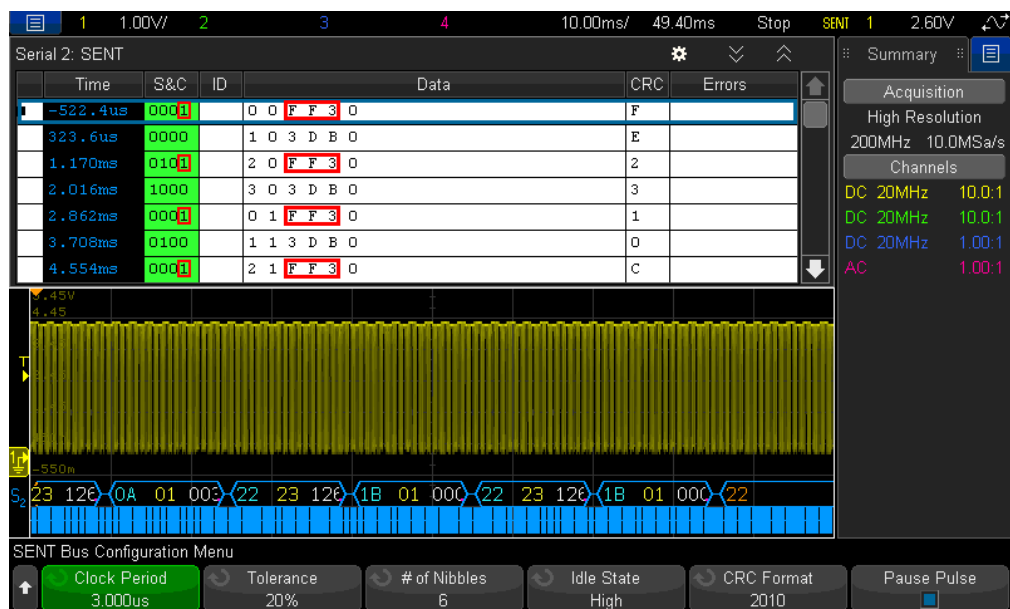 1 1.00V/ 2 3 4 10.00ms/ 49.40ms Stop SENT 1 2.60V
Serial 2: SENT
Summary
Time S&C ID Data CRC Errors
-522.4us 0001 0 0 F F 3 0 F
323.6us 0000 1 0 3 D B 0 E
1.170ms 0101 2 0 F F 3 0 2
2.016ms 1000 3 0 3 D B 0 3
2.862ms 0001 0 1 F F 3 0 1
3.708ms 0100 1 1 3 D B 0 0
4.554ms 0001 2 1 F F 3 0 C
Acquisition
High Resolution
200MHz 10.0MSa/s
Channels
DC 20MHz 10.0:1
DC 20MHz 10.0:1
DC 20MHz 1.00:1
AC 1.00:1
4.45
T
-550m
S2 23 126 0A 01 003 22 23 126 1B 01 000 22 23 126 1B 01 000 22
SENT Bus Configuration Menu
Clock Period Tolerance # of Nibbles Idle State CRC Format Pause Pulse
3.000us 20% 6 High 2010